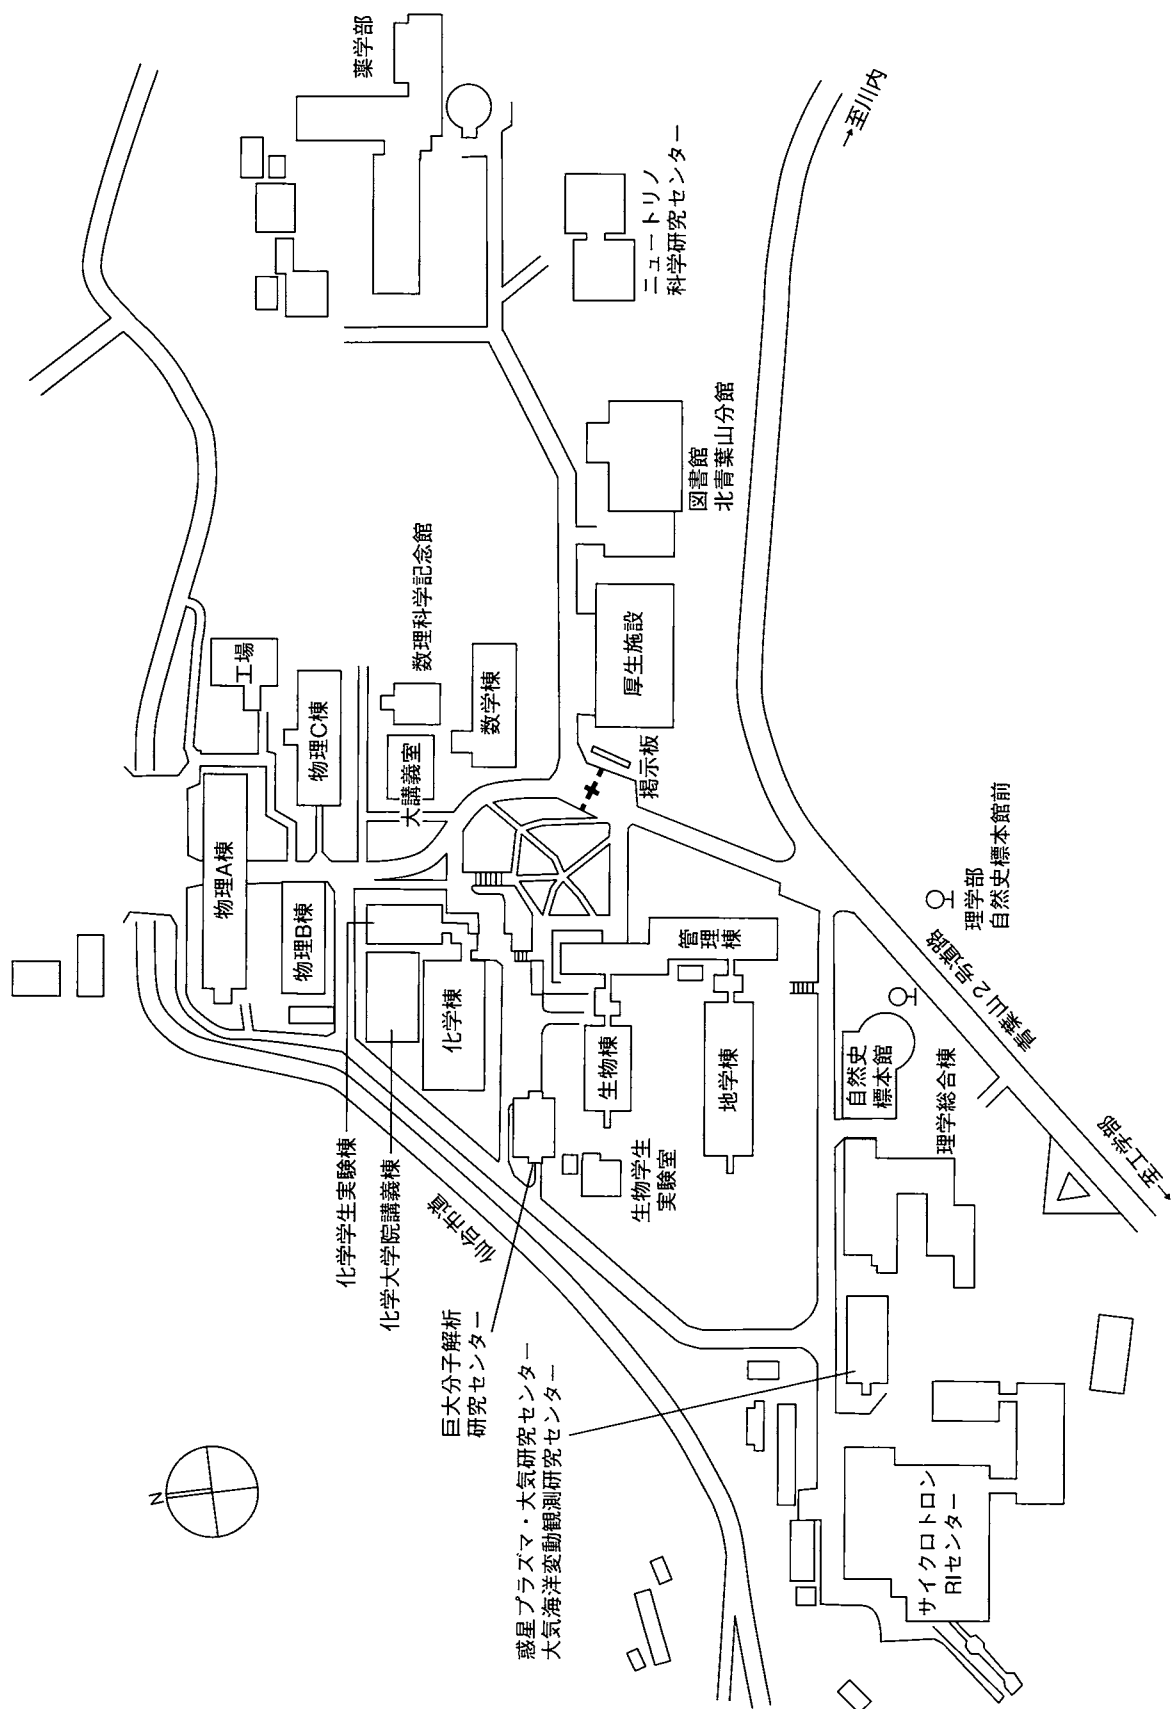 薬学部
→至川内
ニュートリノ
科学研究センター
図書館
北青葉山分館
数理科学記念館
工場
物理C棟
大講義室
数学棟
厚生施設
掲示板
物理A棟
物理B棟
化学棟
管理棟
生物棟
地学棟
理学部
自然史標本館前
青葉山2号道路
自然史
標本館
理学総合棟
→至工学部
化学学生実験棟
化学大学院講義棟
仙台市道
生物学生
実験室
巨大分子解析
研究センター
惑星プラズマ・大気研究センター
大気海洋変動観測研究センター
サイクロトロン
RIセンター
N